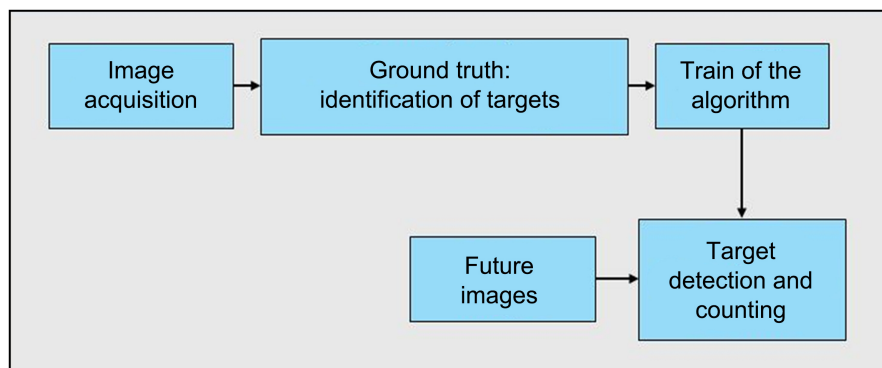 Image
acquisition
Ground truth:
identification of targets
Train of the
algorithm
Future
images
Target
detection and
counting